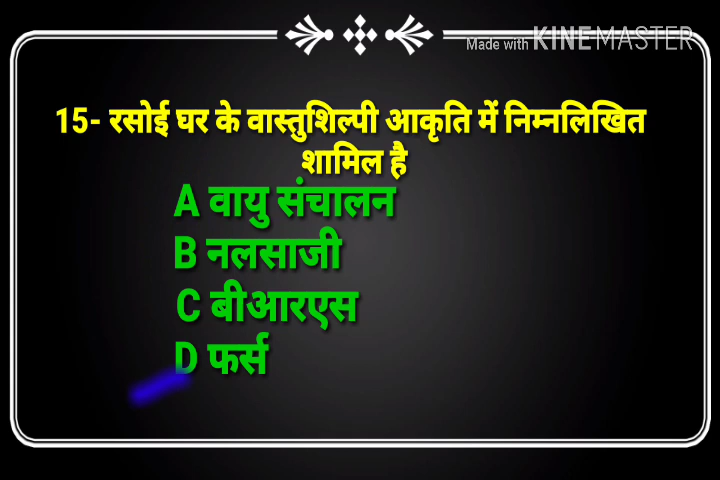 Made with KINEMASTER
15- रसोई घर के वास्तुशिल्पी आकृति में निम्नलिखित
शामिल है
A वायु संचालन
B नलसाजी
C बीआरएस
D फर्स